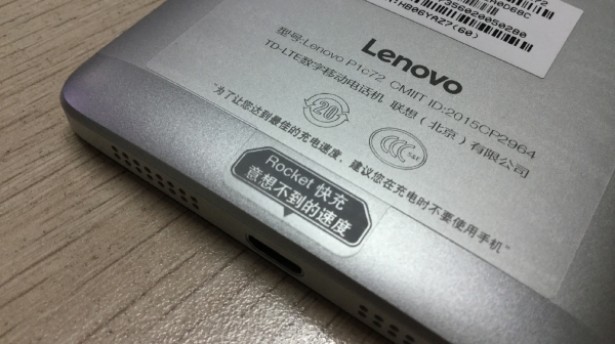 Lenovo
型号:Lenovo P1c72 CMIIT ID:2015CP2964
TD-LTE数字移动电话机 联想(北京)有限公司
20
CCC S&E
"为了让您达到最佳的充电速度,建议您在充电时不要使用手机"
Rocket 快充
意想不到的速度